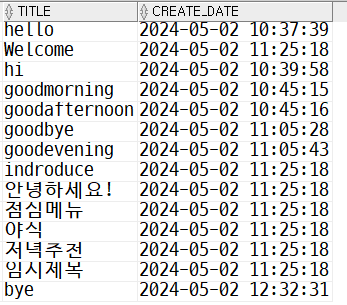 TITLE CREATE_DATE
hello 2024-05-02 10:37:39
Welcome 2024-05-02 11:25:18
hi 2024-05-02 10:39:58
goodmorning 2024-05-02 10:45:15
goodafternoon 2024-05-02 10:45:16
goodbye 2024-05-02 11:05:28
goodevening 2024-05-02 11:05:43
indroduce 2024-05-02 11:25:18
안녕하세요! 2024-05-02 11:25:18
점심메뉴 2024-05-02 11:25:18
야식 2024-05-02 11:25:18
저녁추천 2024-05-02 11:25:18
임시제목 2024-05-02 11:25:18
bye 2024-05-02 12:32:31